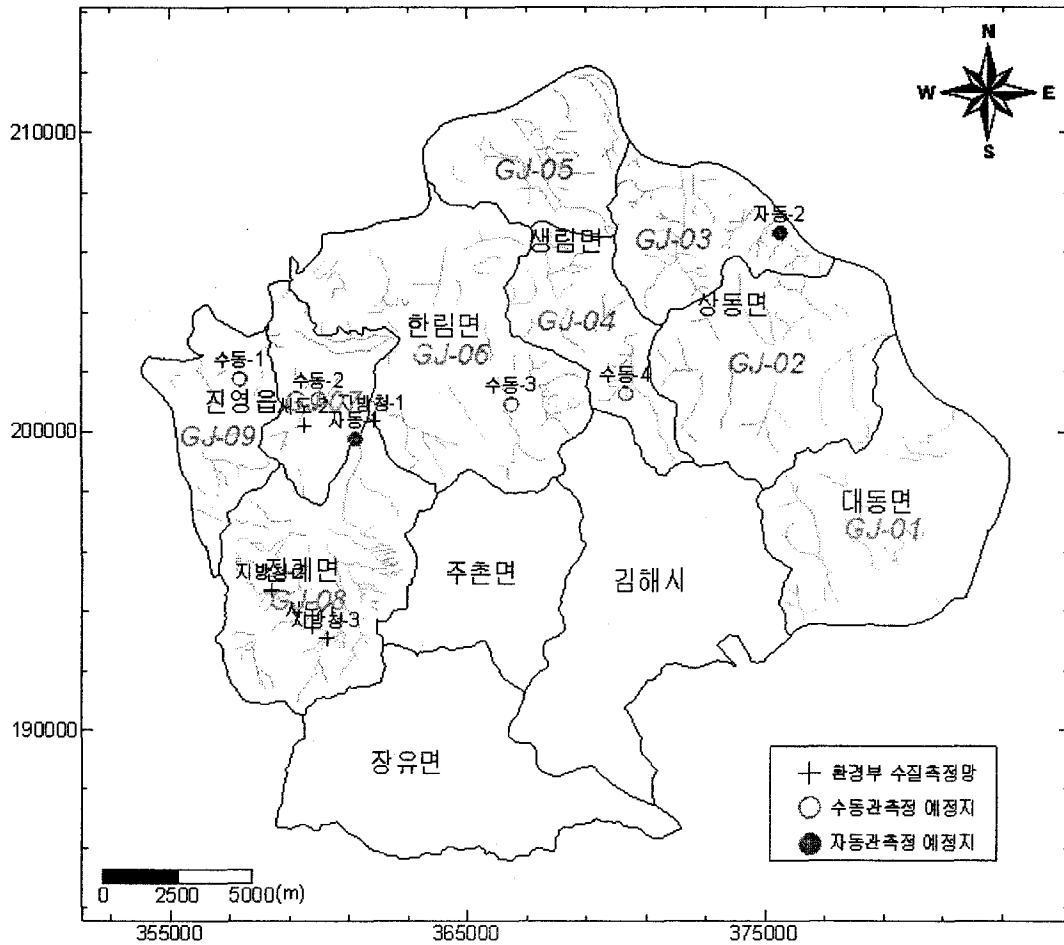 N
W E
S
210000
200000
190000
GJ-05
자동-2
생림면
GJ-03
상동면
한림면
GJ-04
GJ-06
GJ-02
수동-1
수동-2
수동-3
수동-4
진영읍
지방청-1
자동-
GJ-09
대동면
GJ-01
주촌면
김해시
진례면
지방청-2
GJ-08
지방청-3
장유면
환경부 수질측정망
수동관측정 예정지
자동관측정 예정지
0 2500 5000(m)
355000 365000 375000